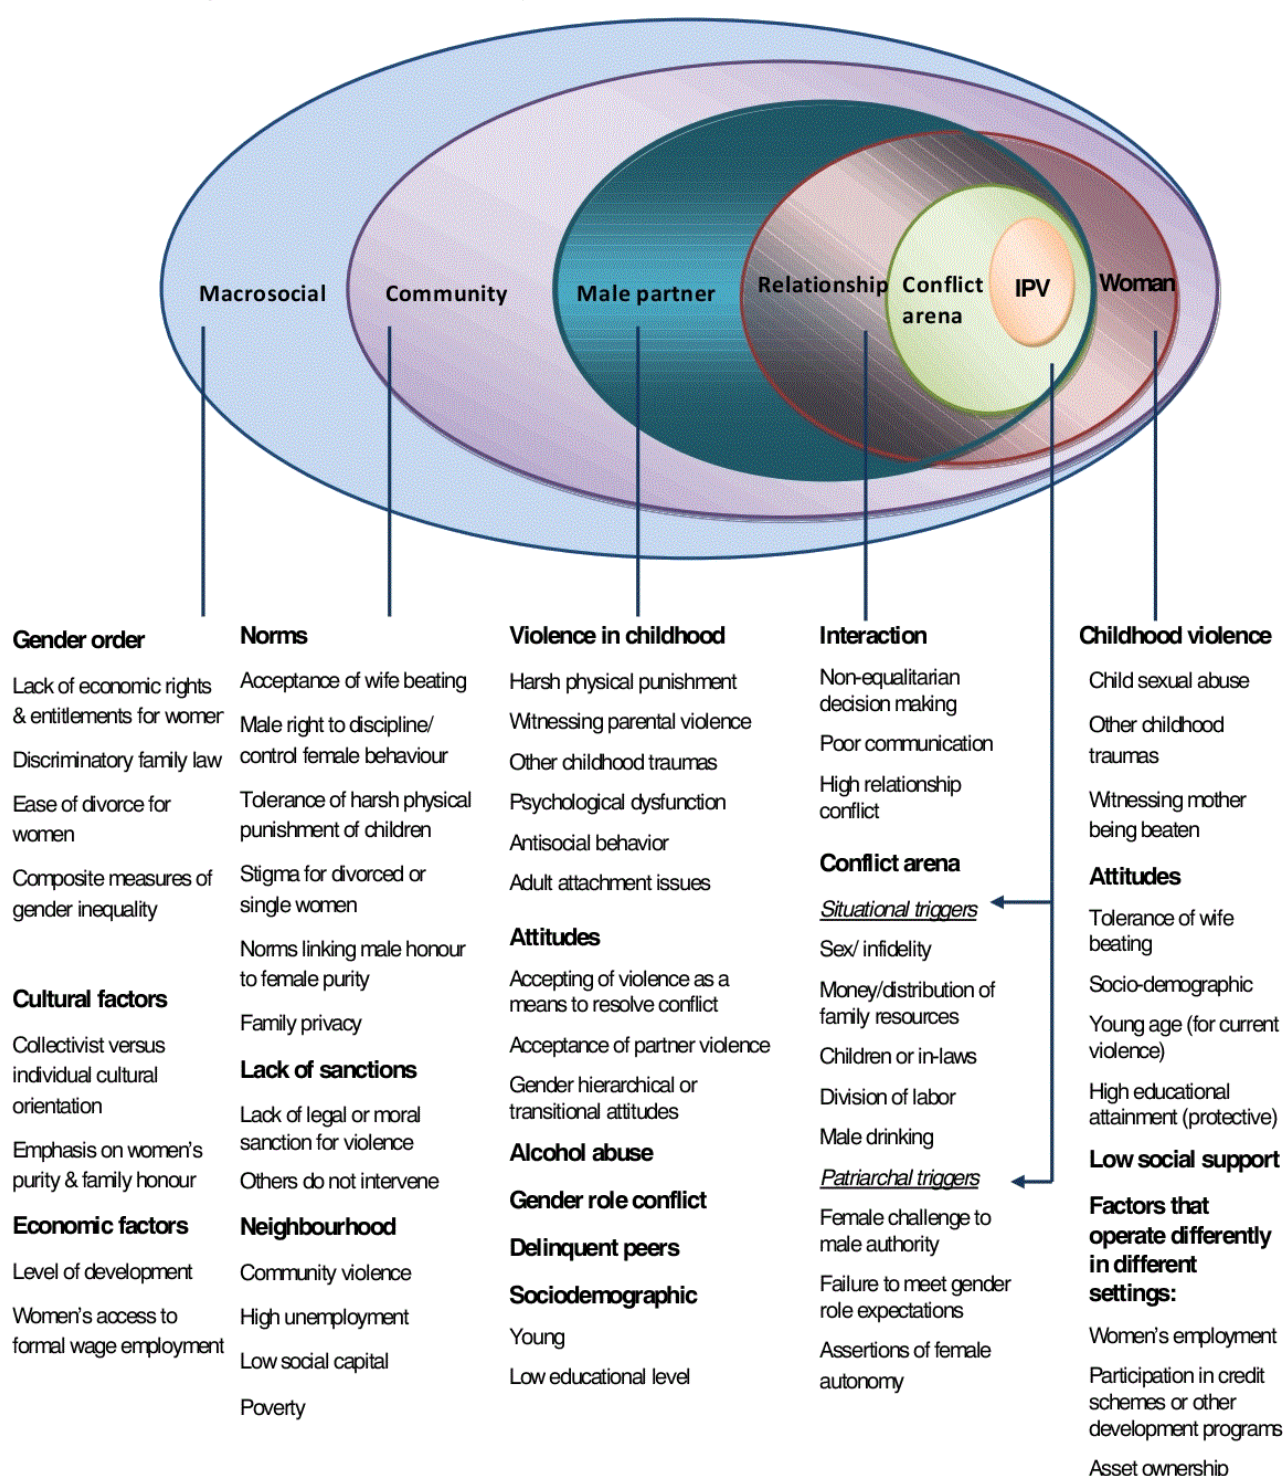 Macrosocial
Community
Male partner
Relationship
Conflict
arena
IPV
Woman
Gender order
Lack of economic rights
& entitlements for women
Discriminatory family law
Ease of divorce for
women
Composite measures of
gender inequality
Cultural factors
Collectivist versus
individual cultural
orientation
Emphasis on women's
purity & family honour
Economic factors
Level of development
Women's access to
formal wage employment
Norms
Acceptance of wife beating
Male right to discipline/
control female behaviour
Tolerance of harsh physical
punishment of children
Stigma for divorced or
single women
Norms linking male honour
to female purity
Family privacy
Lack of sanctions
Lack of legal or moral
sanction for violence
Others do not intervene
Neighbourhood
Community violence
High unemployment
Low social capital
Poverty
Violence in childhood
Harsh physical punishment
Witnessing parental violence
Other childhood traumas
Psychological dysfunction
Antisocial behavior
Adult attachment issues
Attitudes
Accepting of violence as a
means to resolve conflict
Acceptance of partner violence
Gender hierarchical or
transitional attitudes
Alcohol abuse
Gender role conflict
Delinquent peers
Sociodemographic
Young
Low educational level
Interaction
Non-equalitarian
decision making
Poor communication
High relationship
conflict
Conflict arena
Situational triggers
Sex/ infidelity
Money/distribution of
family resources
Children or in-laws
Division of labor
Male drinking
Patriarchal triggers
Female challenge to
male authority
Failure to meet gender
role expectations
Assertions of female
autonomy
Childhood violence
Child sexual abuse
Other childhood
traumas
Witnessing mother
being beaten
Attitudes
Tolerance of wife
beating
Socio-demographic
Young age (for current
violence)
High educational
attainment (protective)
Low social support
Factors that
operate differently
in different
settings:
Women's employment
Participation in credit
schemes or other
development programs
Asset ownership